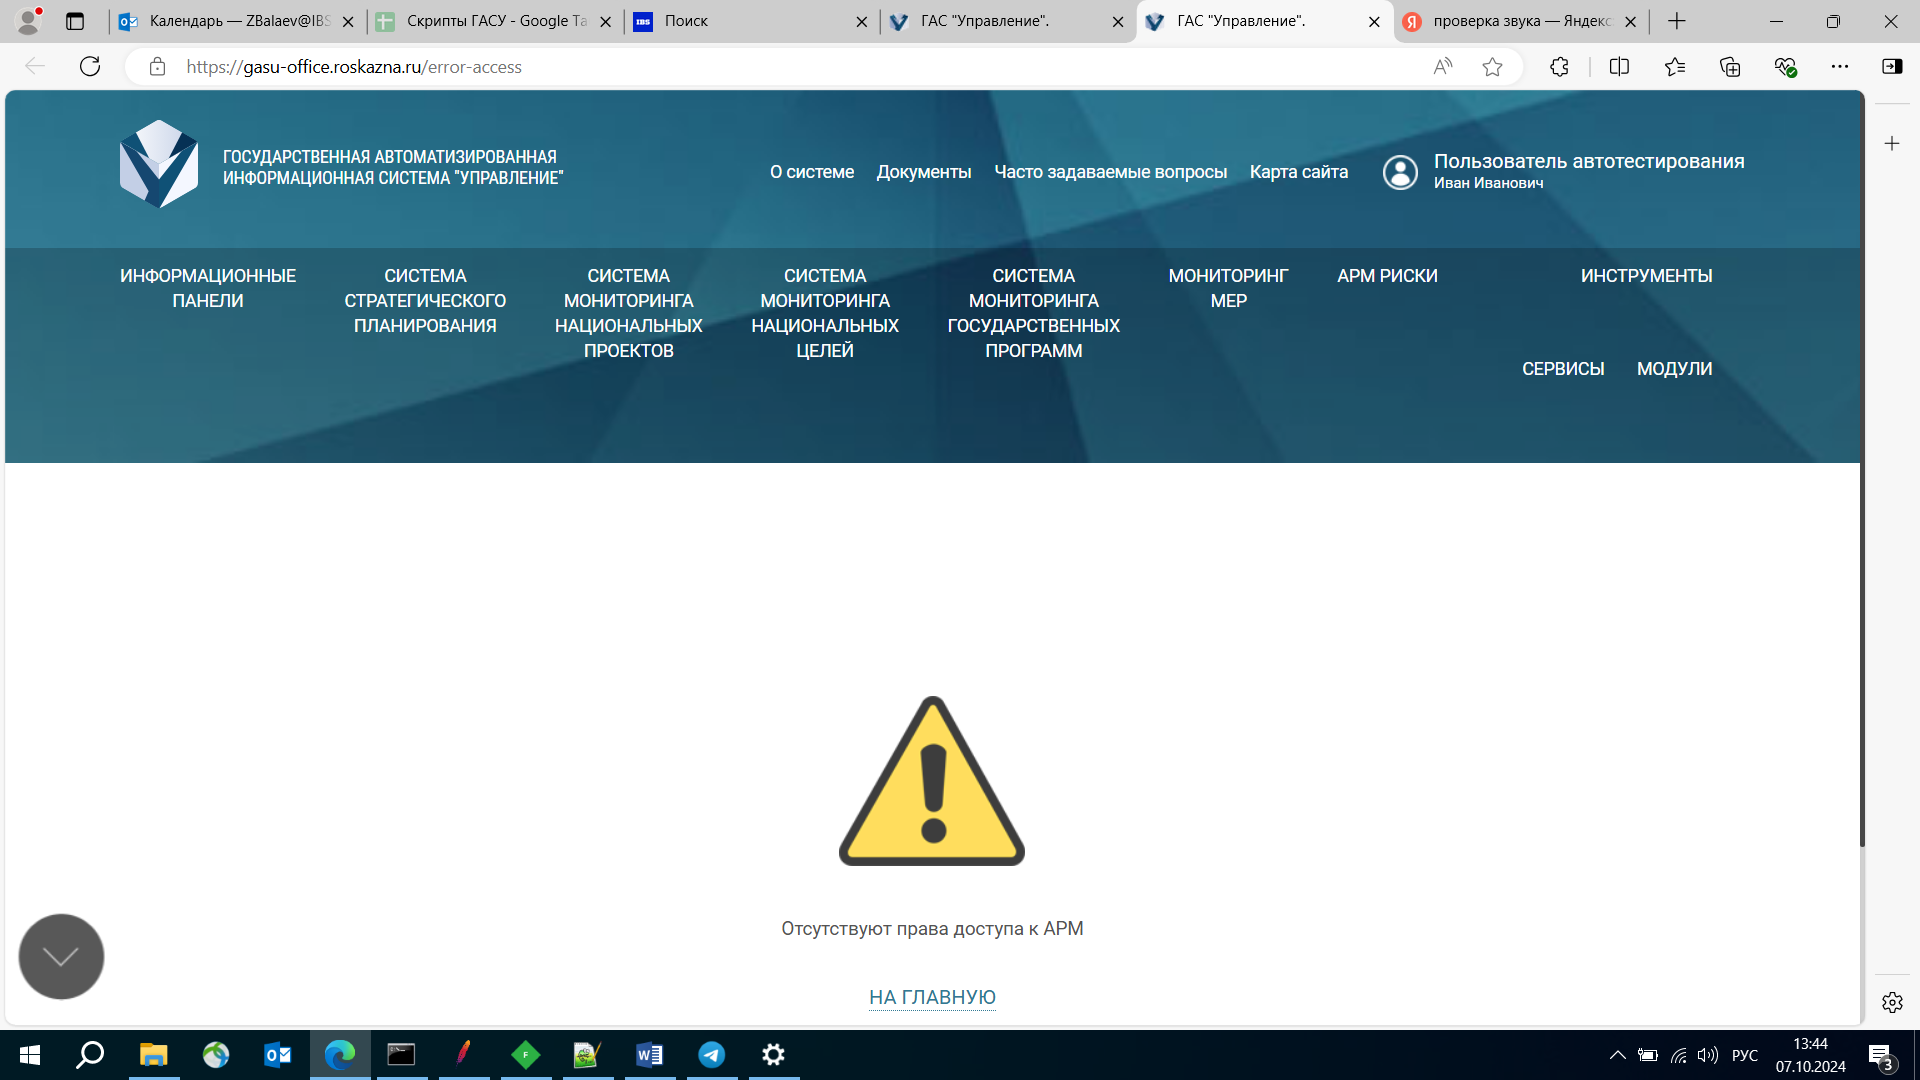 Календарь — ZBalaev@IBS
Скрипты ГАСУ - Google Та
IBS
Поиск
ГАС "Управление".
ГАС "Управление".
Я
проверка звука — Яндекс
https://gasu-office.roskazna.ru/error-access
ГОСУДАРСТВЕННАЯ АВТОМАТИЗИРОВАННАЯ
ИНФОРМАЦИОННАЯ СИСТЕМА "УПРАВЛЕНИЕ"
О системе
Документы
Часто задаваемые вопросы
Карта сайта
Пользователь автотестирования
Иван Иванович
ИНФОРМАЦИОННЫЕ
ПАНЕЛИ
СИСТЕМА
СТРАТЕГИЧЕСКОГО
ПЛАНИРОВАНИЯ
СИСТЕМА
МОНИТОРИНГА
НАЦИОНАЛЬНЫХ
ПРОЕКТОВ
СИСТЕМА
МОНИТОРИНГА
НАЦИОНАЛЬНЫХ
ЦЕЛЕЙ
СИСТЕМА
МОНИТОРИНГА
ГОСУДАРСТВЕННЫХ
ПРОГРАММ
МОНИТОРИНГ
МЕР
АРМ РИСКИ
ИНСТРУМЕНТЫ
СЕРВИСЫ
МОДУЛИ
Отсутствуют права доступа к АРМ
НА ГЛАВНУЮ
РУС
13:44
07.10.2024
3